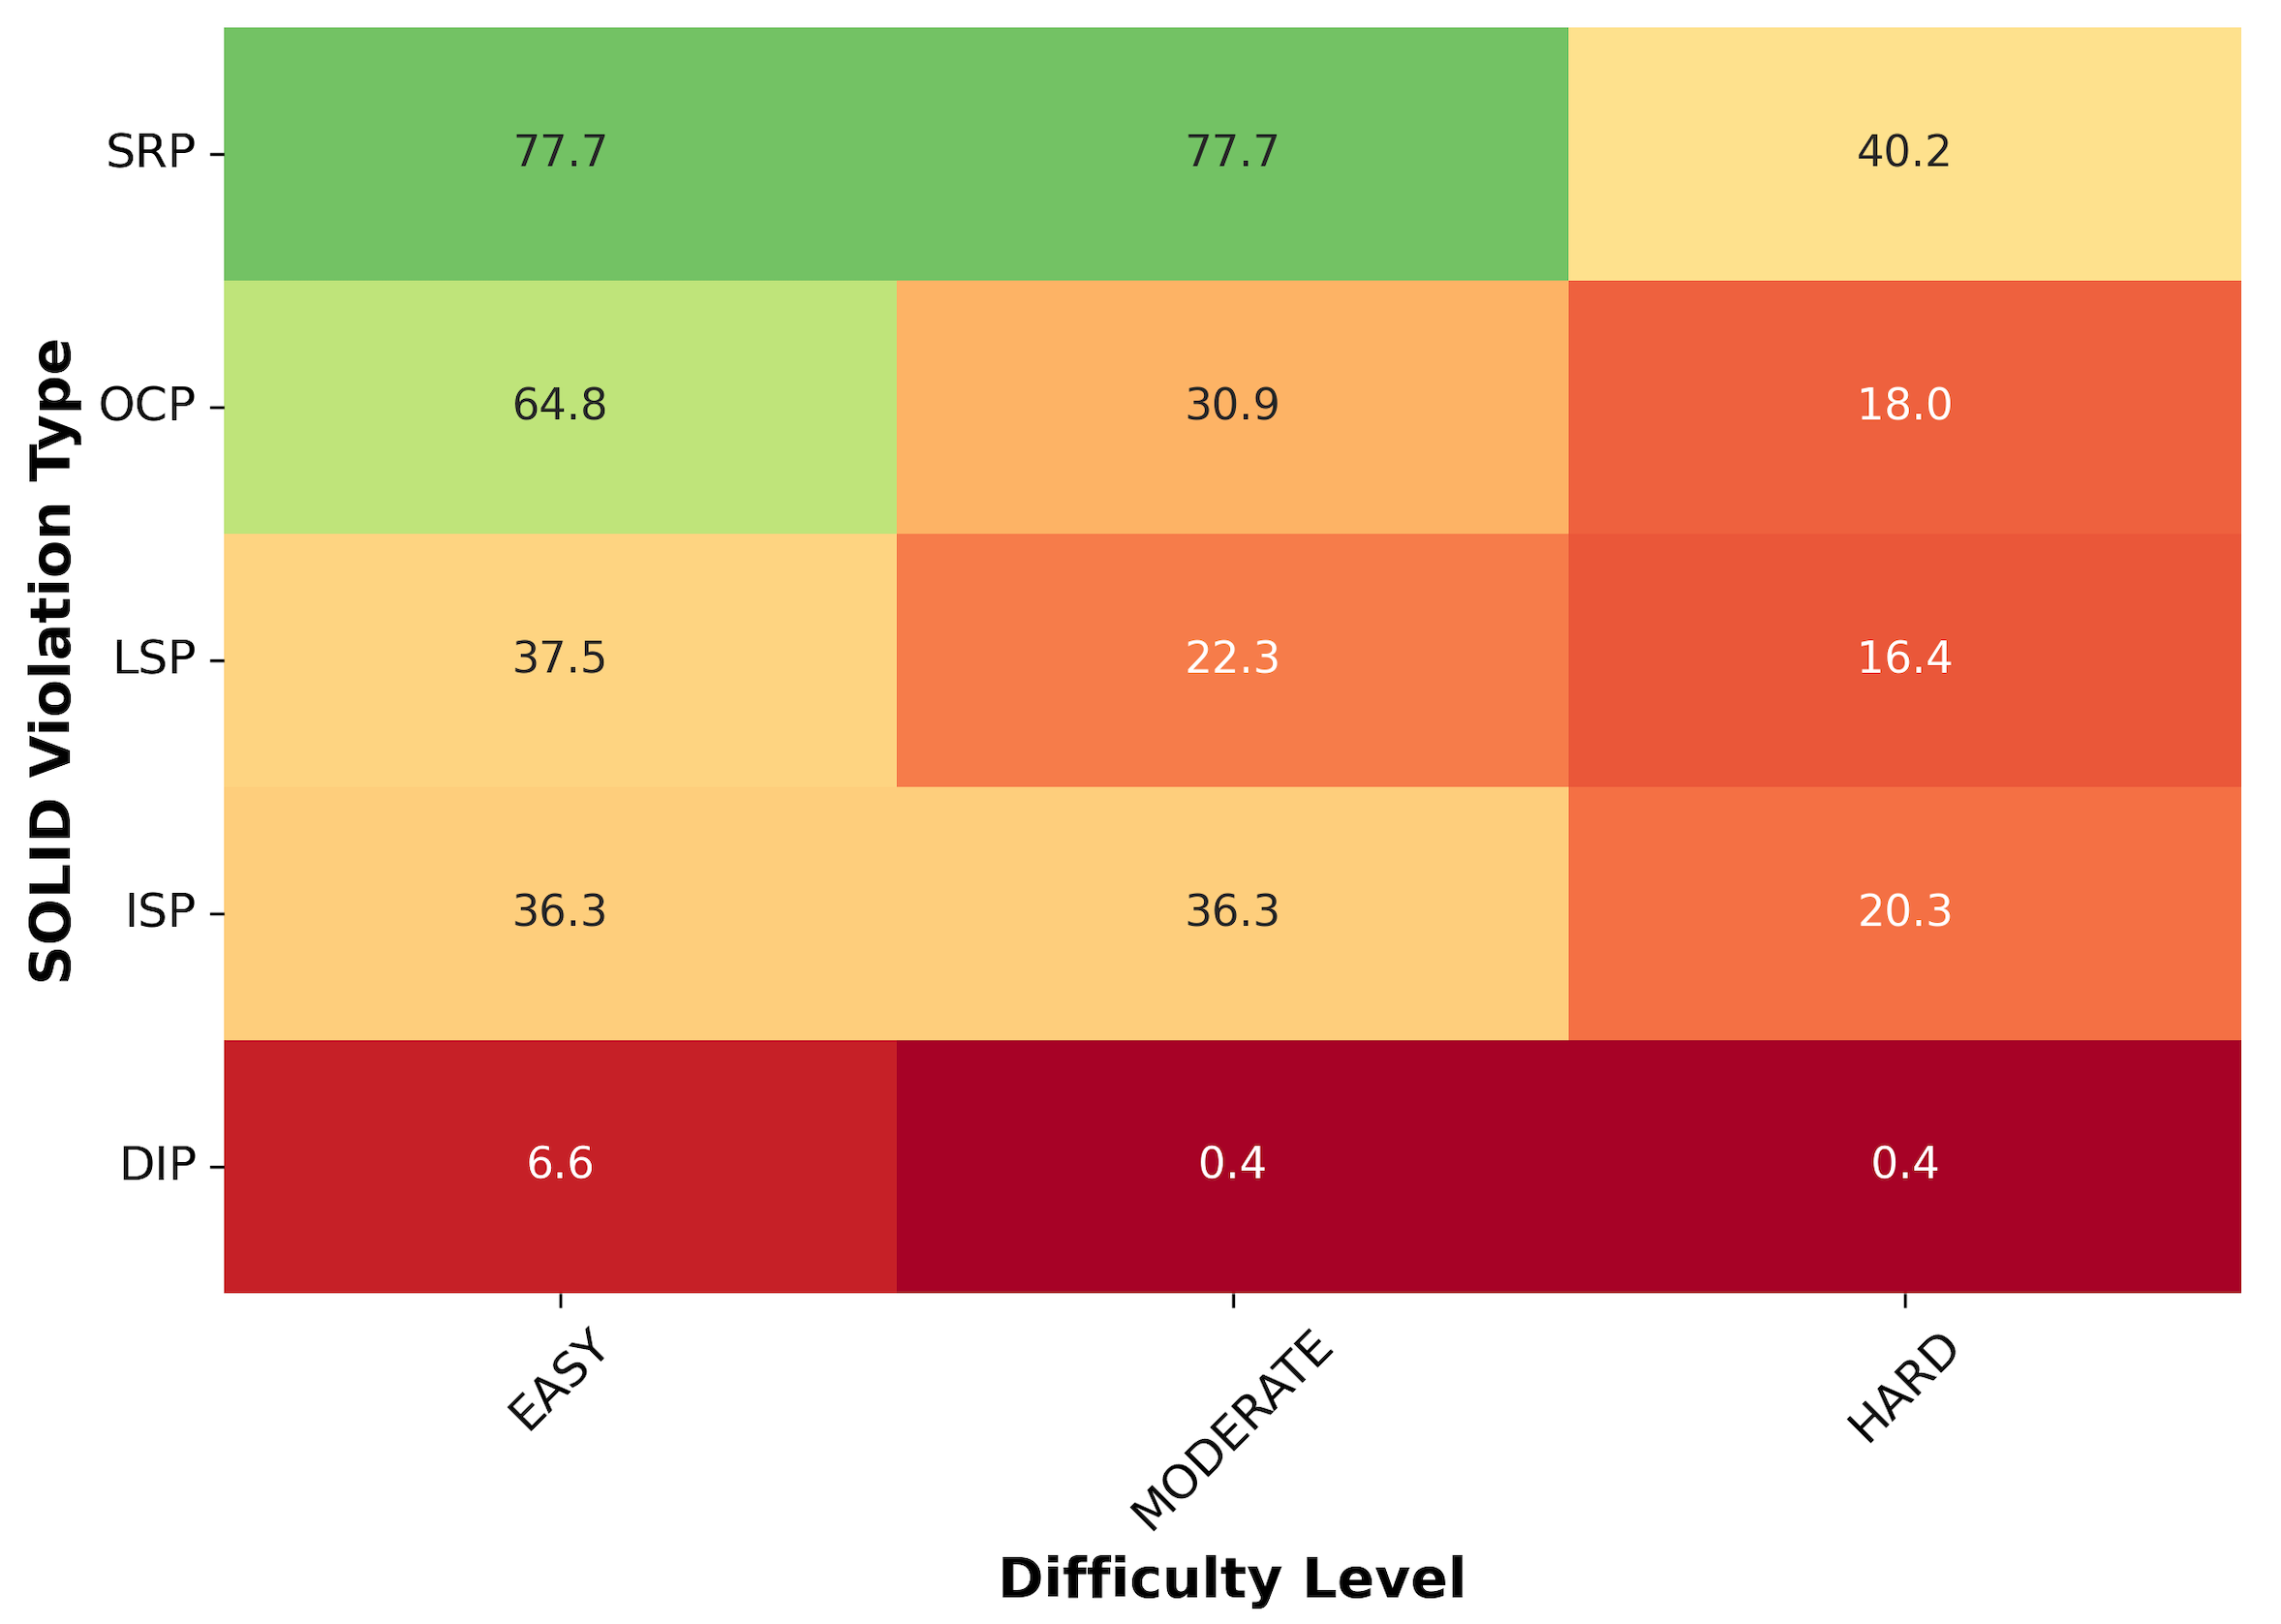 SOLID Violation Type
SRP 77.7 77.7 40.2
OCP 64.8 30.9 18.0
LSP 37.5 22.3 16.4
ISP 36.3 36.3 20.3
DIP 6.6 0.4 0.4
EASY MODERATE HARD
Difficulty Level